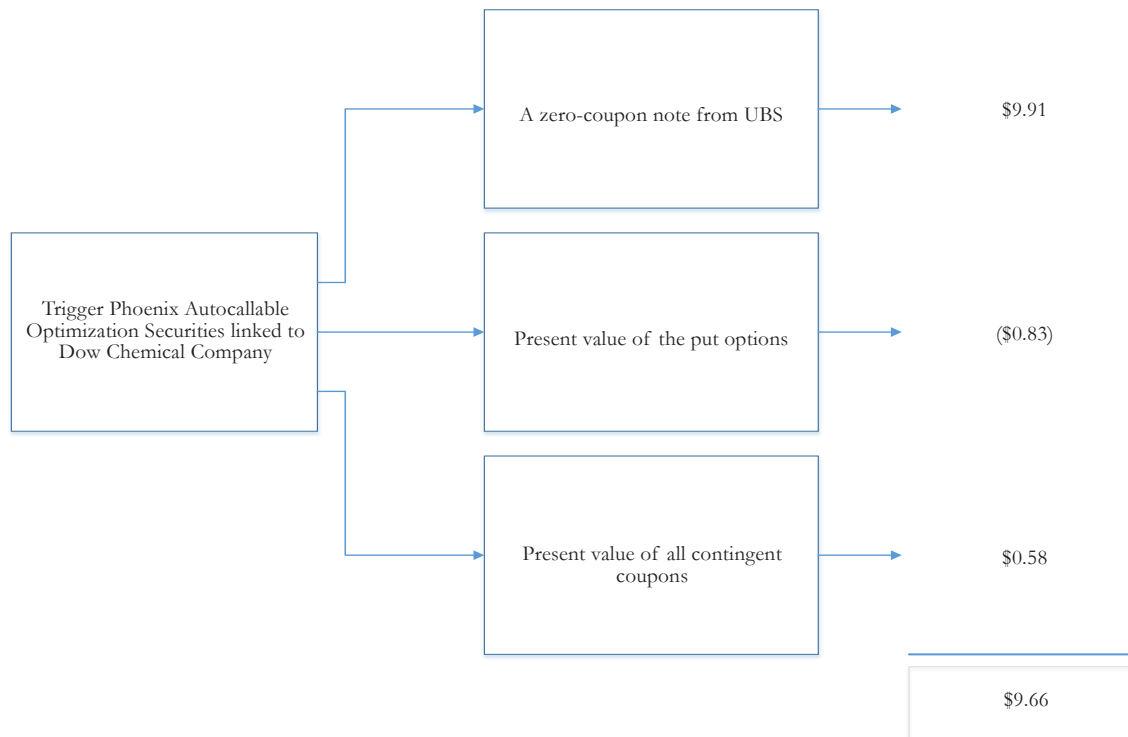 A zero-coupon note from UBS
$9.91
Trigger Phoenix Autocallable
Optimization Securities linked to
Dow Chemical Company
Present value of the put options
($0.83)
Present value of all contingent
coupons
$0.58
$9.66